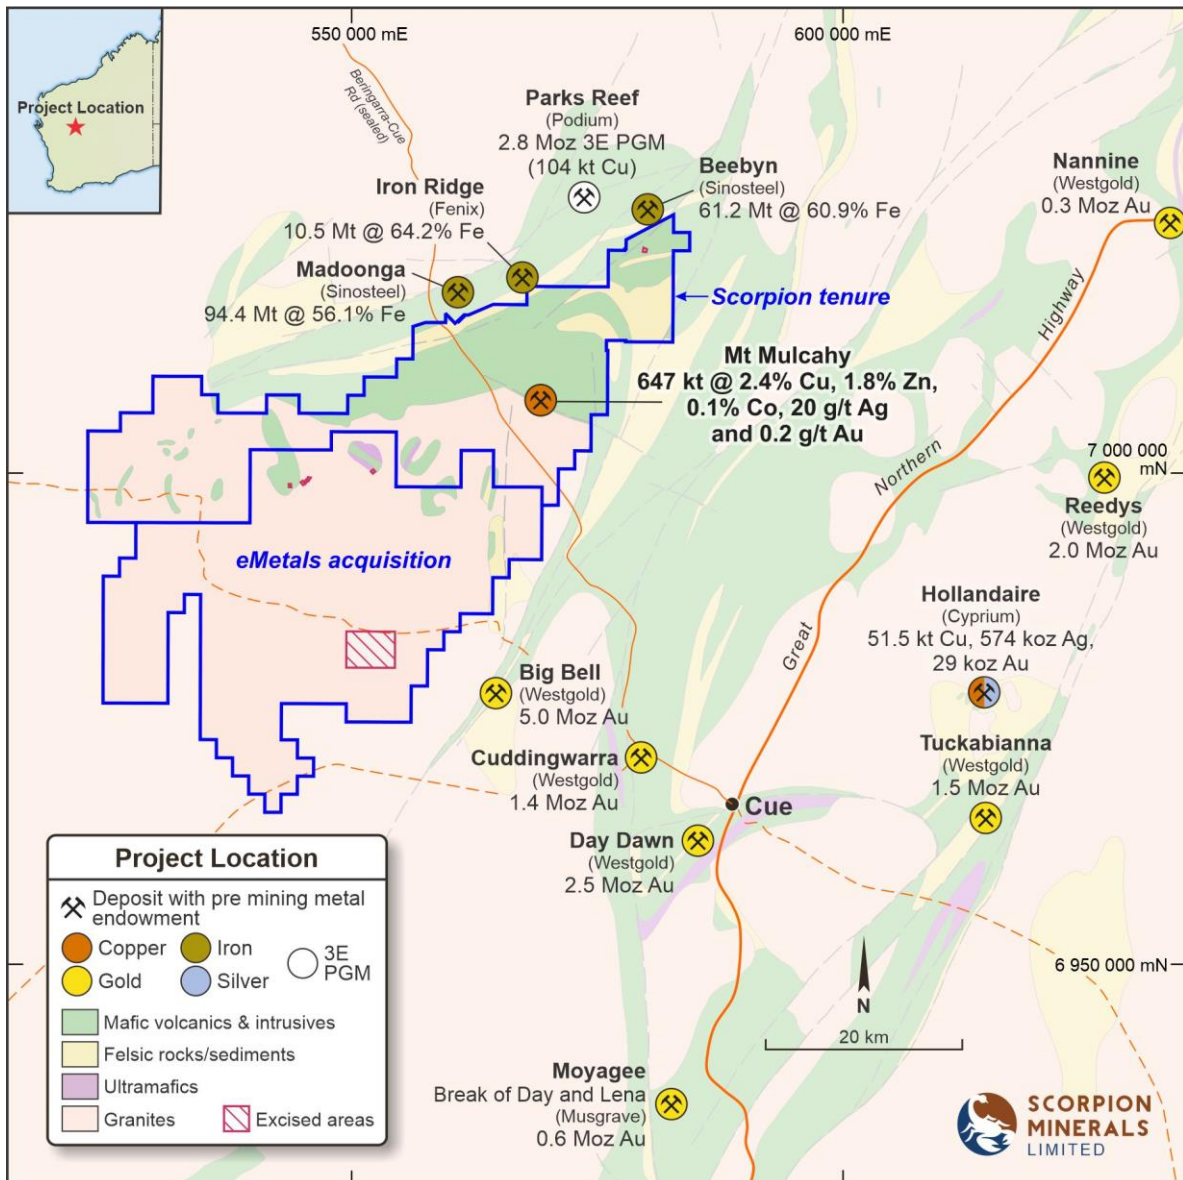 550 000 mE
600 000 mE
Project Location
Beringarra-Cue
Rd (sealed)
Parks Reef
(Podium)
2.8 Moz 3E PGM
(104 kt Cu)
Beebyn
(Sinosteel)
61.2 Mt @ 60.9% Fe
Nannine
(Westgold)
0.3 Moz Au
Iron Ridge
(Fenix)
10.5 Mt @ 64.2% Fe
Madoonga
(Sinosteel)
94.4 Mt @ 56.1% Fe
Scorpion tenure
Mt Mulcahy
647 kt @ 2.4% Cu, 1.8% Zn,
0.1% Co, 20 g/t Ag
and 0.2 g/t Au
Great Northern Highway
7 000 000
mN
Reedys
(Westgold)
2.0 Moz Au
eMetals acquisition
Hollandaire
(Cyprium)
51.5 kt Cu, 574 koz Ag,
29 koz Au
Big Bell
(Westgold)
5.0 Moz Au
Cuddingwarra
(Westgold)
1.4 Moz Au
Tuckabianna
(Westgold)
1.5 Moz Au
Cue
Day Dawn
(Westgold)
2.5 Moz Au
Project Location
Deposit with pre mining metal
endowment
Copper
Iron
3E
PGM
Gold
Silver
Mafic volcanics & intrusives
Felsic rocks/sediments
Ultramafics
Granites
Excised areas
6 950 000 mN
N
20 km
Moyagee
Break of Day and Lena
(Musgrave)
0.6 Moz Au
SCORPION
MINERALS
LIMITED